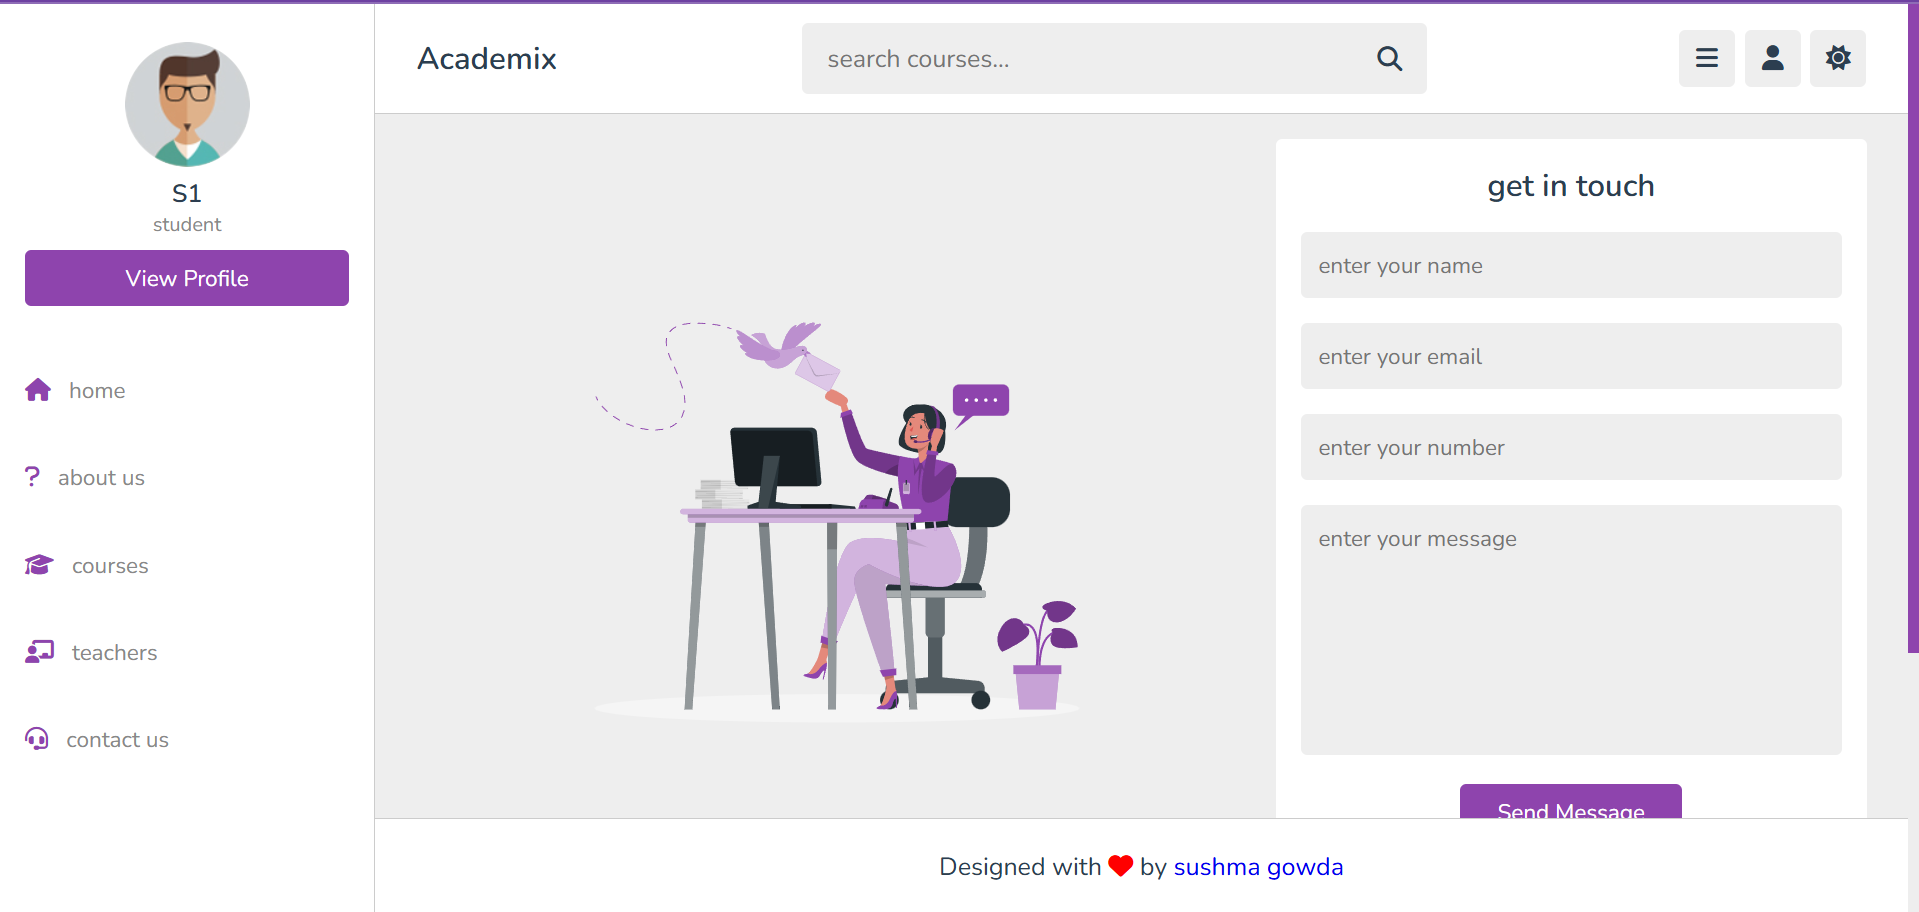 S1
student
View Profile
home
about us
courses
teachers
contact us
Academix
search courses...
get in touch
enter your name
enter your email
enter your number
enter your message
Send Message
Designed with ❤ by sushma gowda